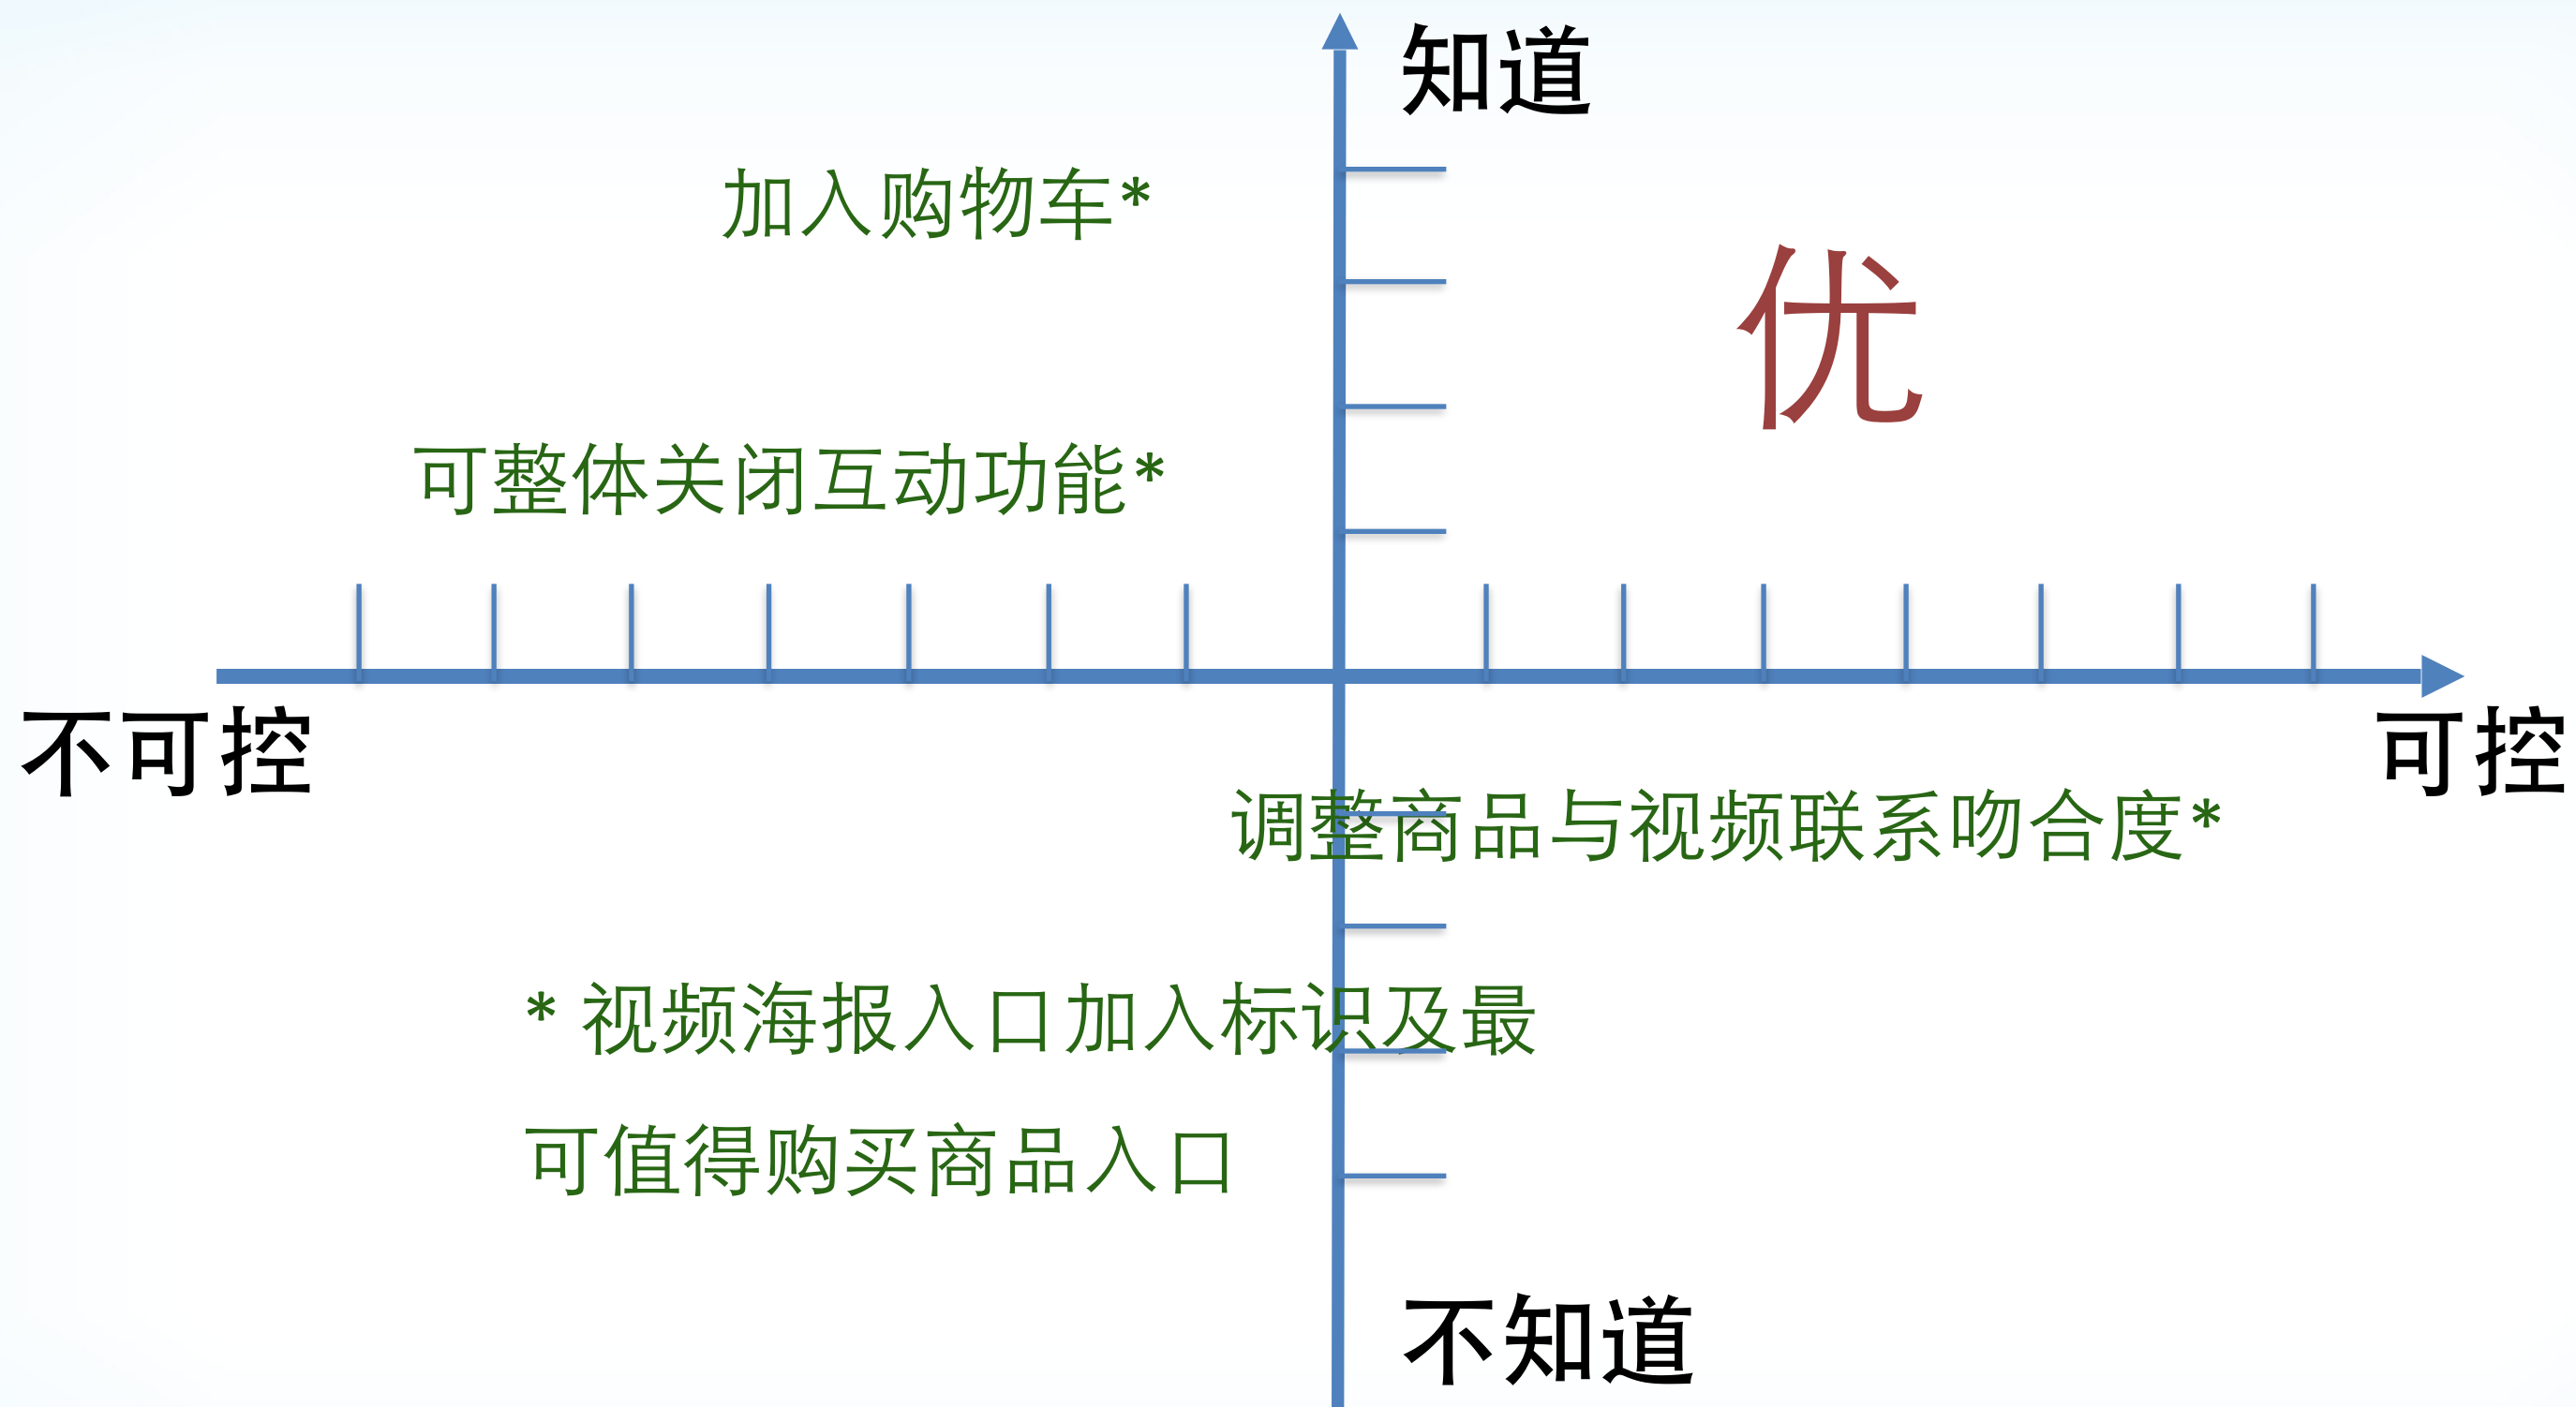 知道
加入购物车*
优
可整体关闭互动功能*
不可控
可控
调整商品与视频联系吻合度*
* 视频海报入口加入标识及最
可值得购买商品入口
不知道